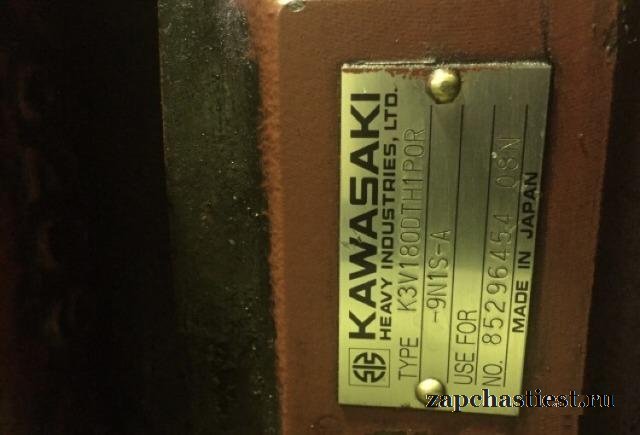 KAWASAKI
HEAVY INDUSTRIES, LTD.
TYPE K3V180DTH1P0R
-9N1S-A
USE FOR
NO. 85296454 08N
MADE IN JAPAN
zapchastiest.ru